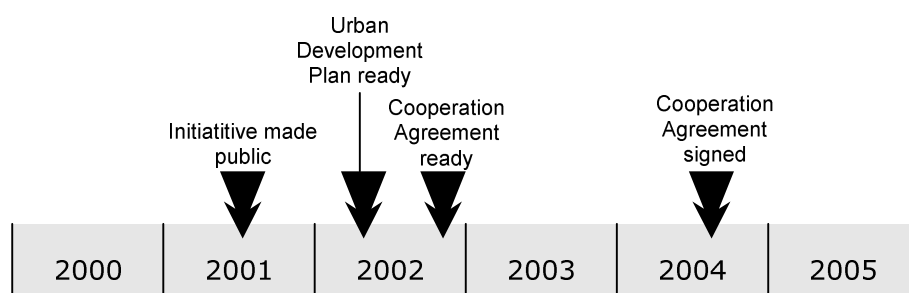 Urban
Development
Plan ready
Initiatitive made
public
Cooperation
Agreement
ready
Cooperation
Agreement
signed
2000 2001 2002 2003 2004 2005